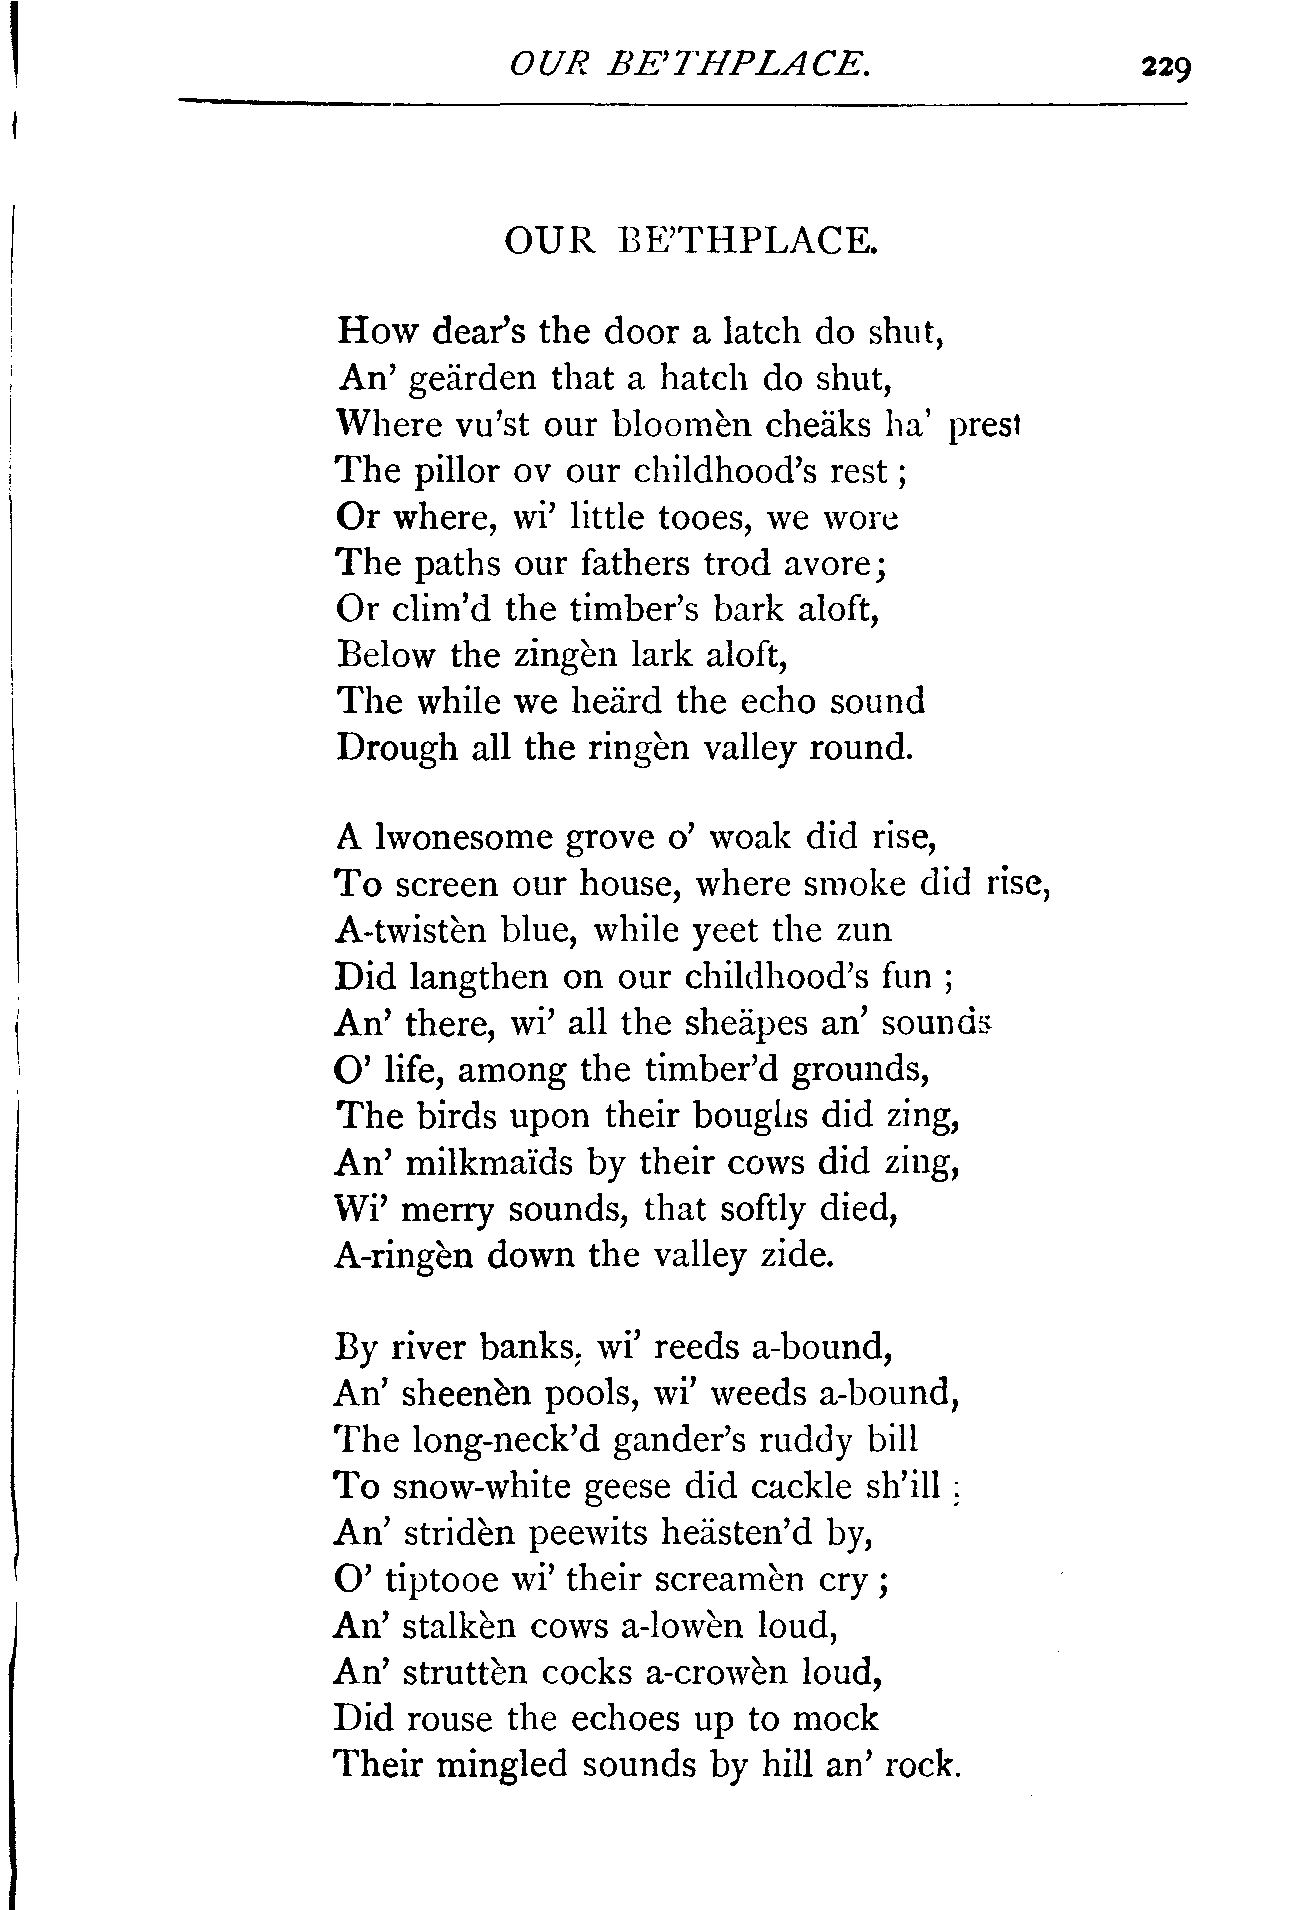 OUR BE'THPLACE. 229
OUR BE'THPLACE.
How dear's the door a latch do shut,
An' geärden that a hatch do shut,
Where vu'st our bloomèn cheäks ha' prest
The pillor ov our childhood's rest ;
Or where, wi' little tooes, we wore
The paths our fathers trod avore;
Or clim'd the timber's bark aloft,
Below the zingèn lark aloft,
The while we heärd the echo sound
Drough all the ringèn valley round.
A lwonesome grove o' woak did rise,
To screen our house, where smoke did rise,
A-twistèn blue, while yeet the zun
Did langthen on our childhood's fun ;
An' there, wi' all the sheäpes an' sounds
O' life, among the timber'd grounds,
The birds upon their boughs did zing,
An' milkmaïds by their cows did zing,
Wi' merry sounds, that softly died,
A-ringèn down the valley zide.
By river banks, wi' reeds a-bound,
An' sheenèn pools, wi' weeds a-bound,
The long-neck'd gander's ruddy bill
To snow-white geese did cackle sh'ill ;
An' stridèn peewits heästen'd by,
O' tiptooe wi' their screamèn cry ;
An' stalkèn cows a-lowèn loud,
An' struttèn cocks a-crowèn loud,
Did rouse the echoes up to mock
Their mingled sounds by hill an' rock.